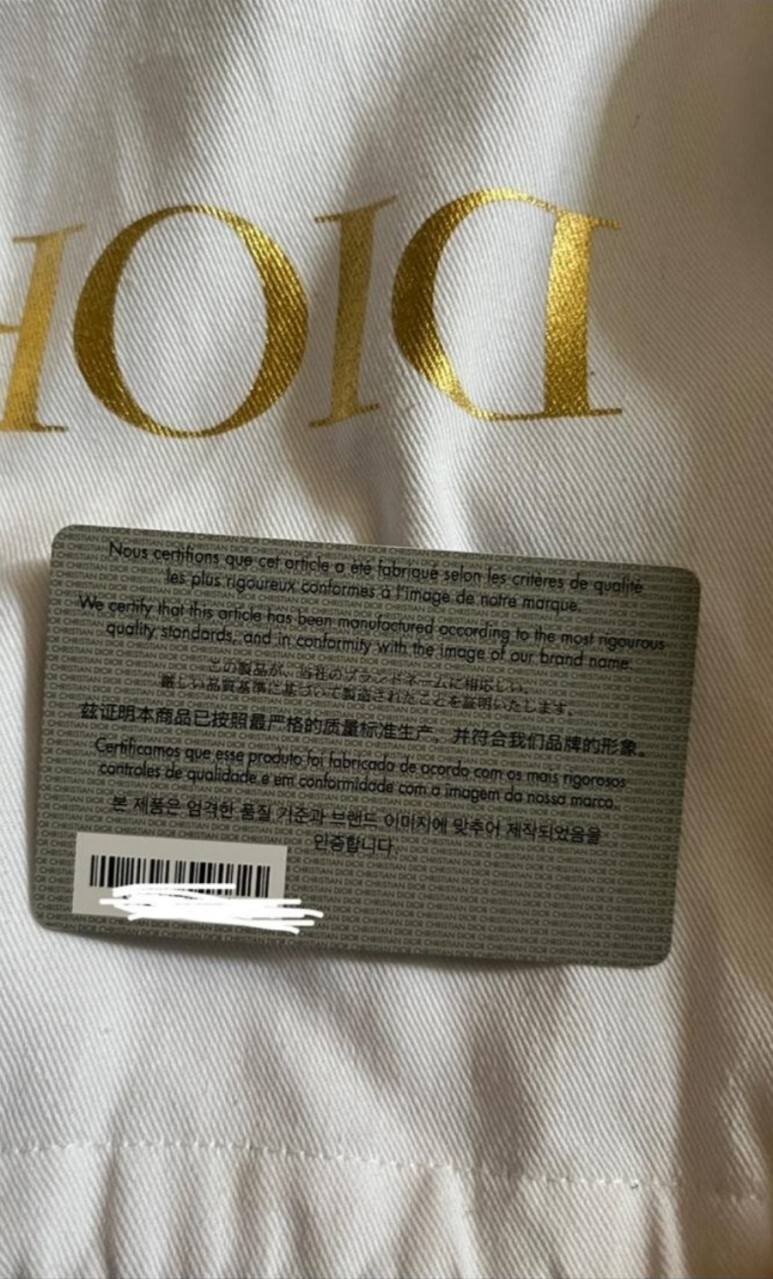 DIOR
Nous certifions que cet article a été fabriqué selon les critères de qualité
les plus rigoureux conformes à l'image de notre marque.
We certify that this article has been manufactured according to the most rigourous
quality standards, and in conformity with the image of our brand name.
この製品が、当社のブランドネームに相応しい、
厳しい品質基準に基づいて製造されたことを証明いたします。
兹证明本商品已按照最严格的质量标准生产，并符合我们品牌的形象。
Certificamos que esse produto foi fabricado de acordo com os mais rigorosos
controles de qualidade e em conformidade com a imagem da nossa marca.
본 제품은 엄격한 품질 기준과 브랜드 이미지에 맞추어 제작되었음을
인증합니다.